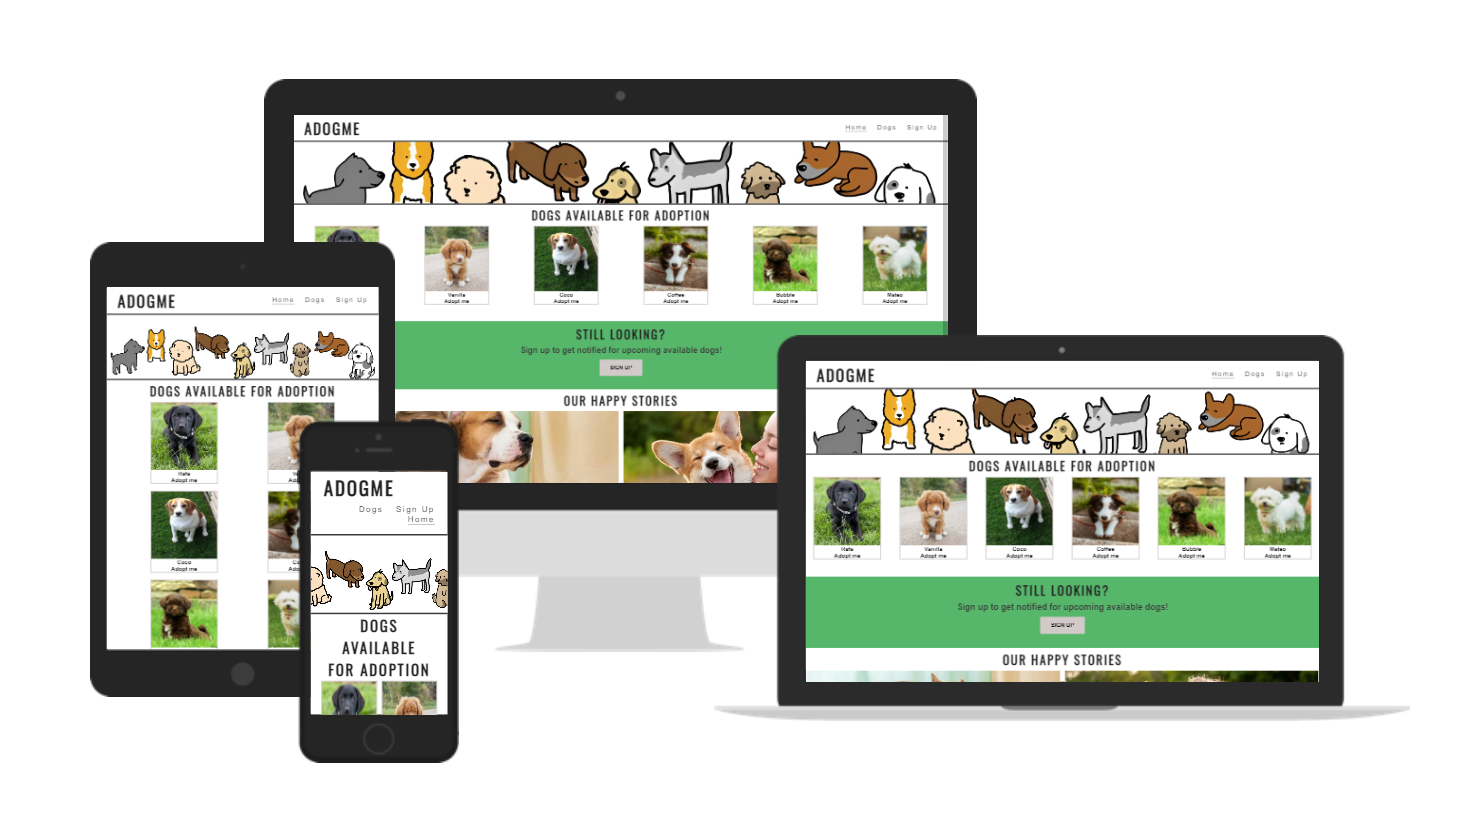 ADOGME
Home Dogs Sign Up
DOGS AVAILABLE FOR ADOPTION
Vanilla
Adopt me
Coco
Adopt me
Coffee
Adopt me
Bubble
Adopt me
Mateo
Adopt me
STILL LOOKING?
Sign up to get notified for upcoming available dogs!
SIGN UP
OUR HAPPY STORIES
ADOGME
Home Dogs Sign Up
DOGS AVAILABLE FOR ADOPTION
Adopt me
Coco
Adopt me
ADOGME
Dogs Sign Up
Home
DOGS
AVAILABLE
FOR ADOPTION
ADOGME
Home Dogs Sign Up
DOGS AVAILABLE FOR ADOPTION
Adopt me
Vanilla
Adopt me
Coco
Adopt me
Coffee
Adopt me
Bubble
Adopt me
Mateo
Adopt me
STILL LOOKING?
Sign up to get notified for upcoming available dogs!
SIGN UP
OUR HAPPY STORIES